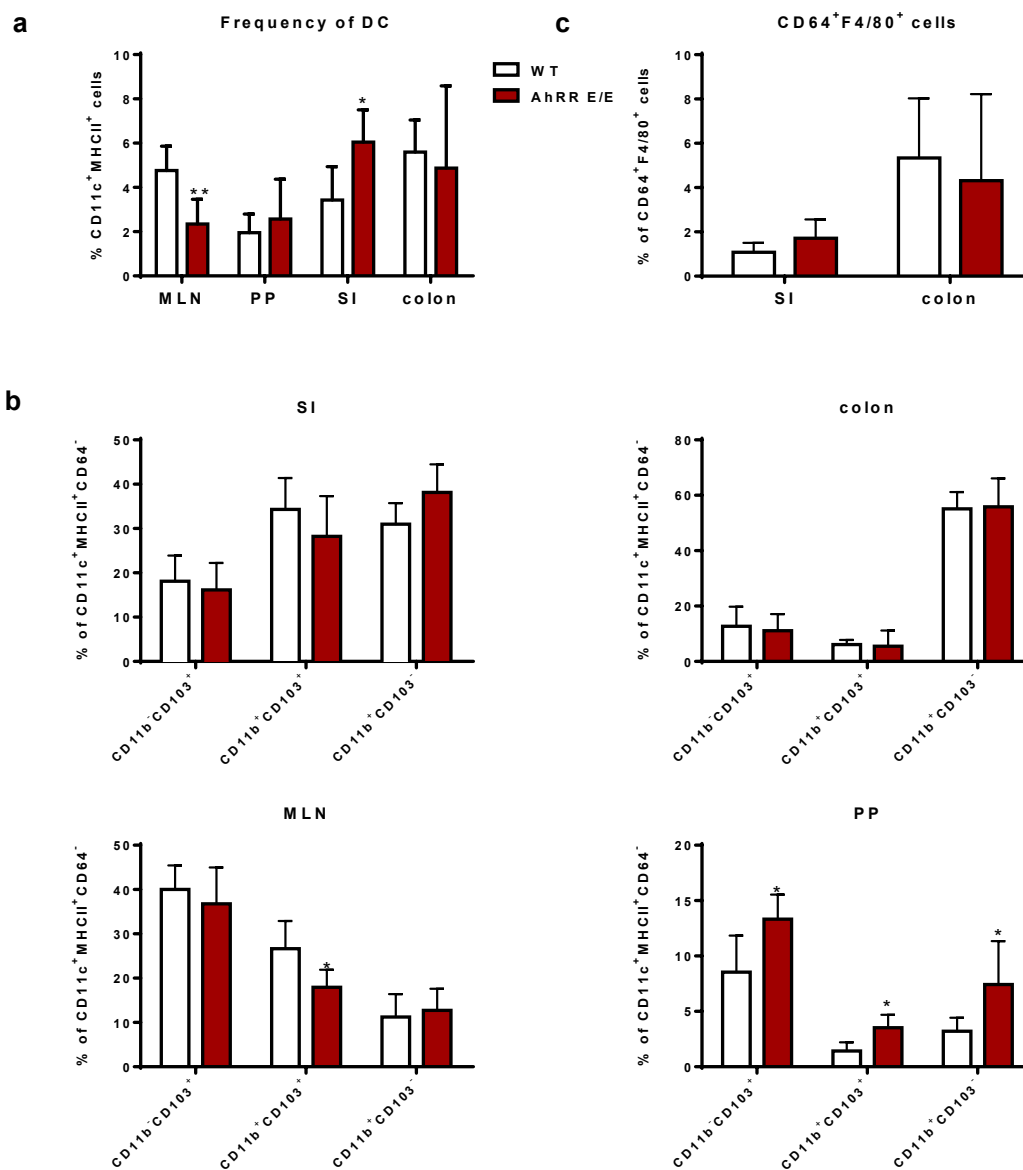 a
Frequency of DC
% CD11c⁺MHCII⁺ cells
10
8
6
4
2
0
**
*
MLN PP SI colon
WT
AhRR E/E
c
CD64⁺F4/80⁺ cells
% of CD64⁺F4/80⁺ cells
10
8
6
4
2
0
SI colon
b
SI
% of CD11c⁺MHCII⁺CD64⁻
50
40
30
20
10
0
CD11b⁻CD103⁺
CD11b⁺CD103⁺
CD11b⁺CD103⁻
colon
% of CD11c⁺MHCII⁺CD64⁻
80
60
40
20
0
CD11b⁻CD103⁺
CD11b⁺CD103⁺
CD11b⁺CD103⁻
MLN
% of CD11c⁺MHCII⁺CD64⁻
50
40
30
20
10
0
*
CD11b⁻CD103⁺
CD11b⁺CD103⁺
CD11b⁺CD103⁻
PP
% of CD11c⁺MHCII⁺CD64⁻
20
15
10
5
0
*
*
*
CD11b⁻CD103⁺
CD11b⁺CD103⁺
CD11b⁺CD103⁻